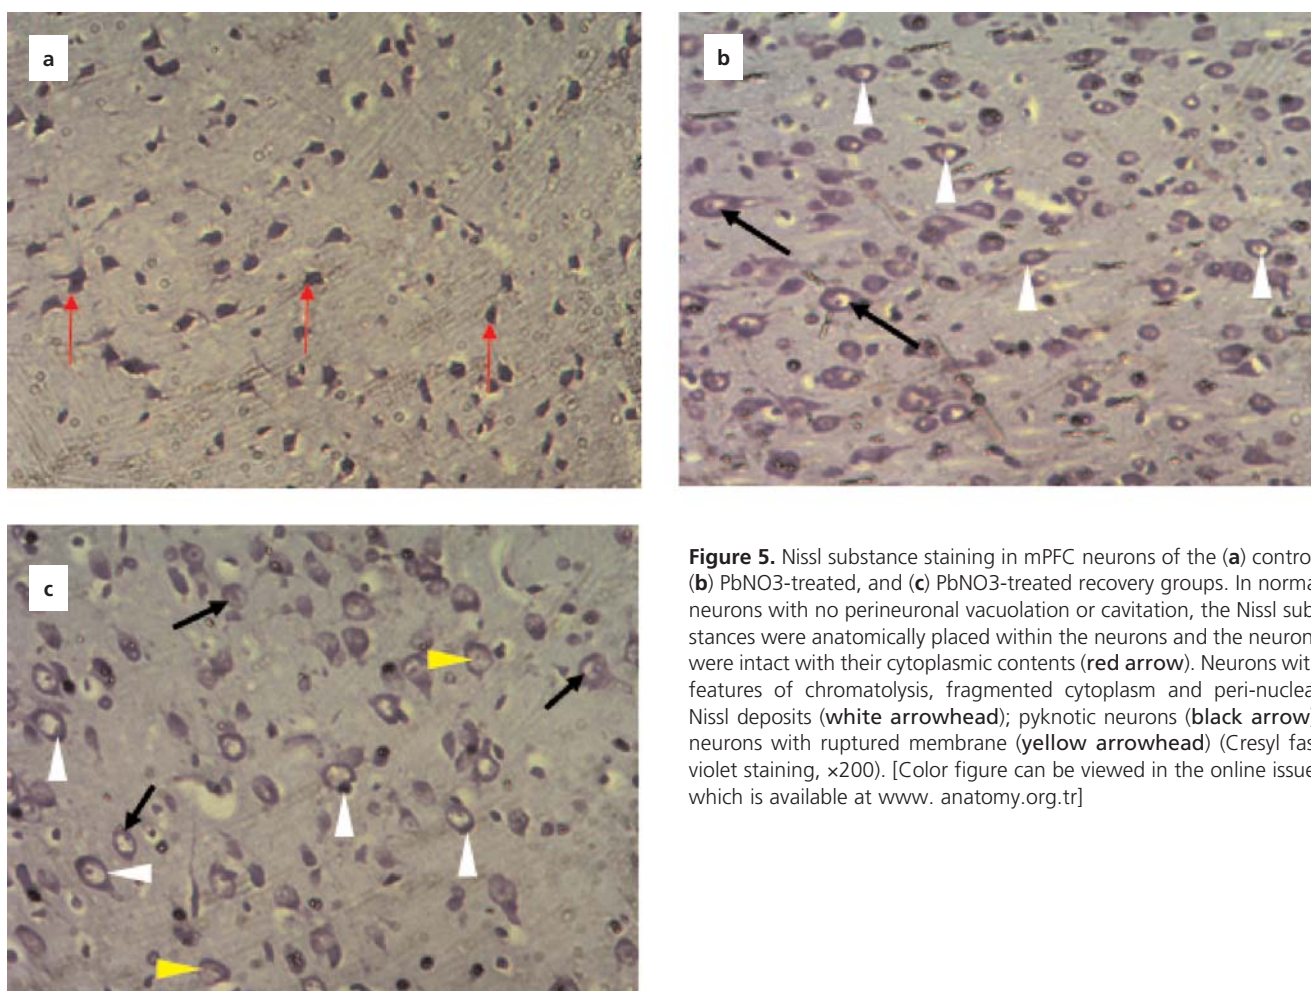 a
b
c
Figure 5. Nissl substance staining in mPFC neurons of the (a) contro
(b) PbNO3-treated, and (c) PbNO3-treated recovery groups. In norma
neurons with no perineuronal vacuolation or cavitation, the Nissl sub
stances were anatomically placed within the neurons and the neuron
were intact with their cytoplasmic contents (red arrow). Neurons wit
features of chromatolysis, fragmented cytoplasm and peri-nuclea
Nissl deposits (white arrowhead); pyknotic neurons (black arrow)
neurons with ruptured membrane (yellow arrowhead) (Cresyl fas
violet staining, ×200). [Color figure can be viewed in the online issue
which is available at www. anatomy.org.tr]